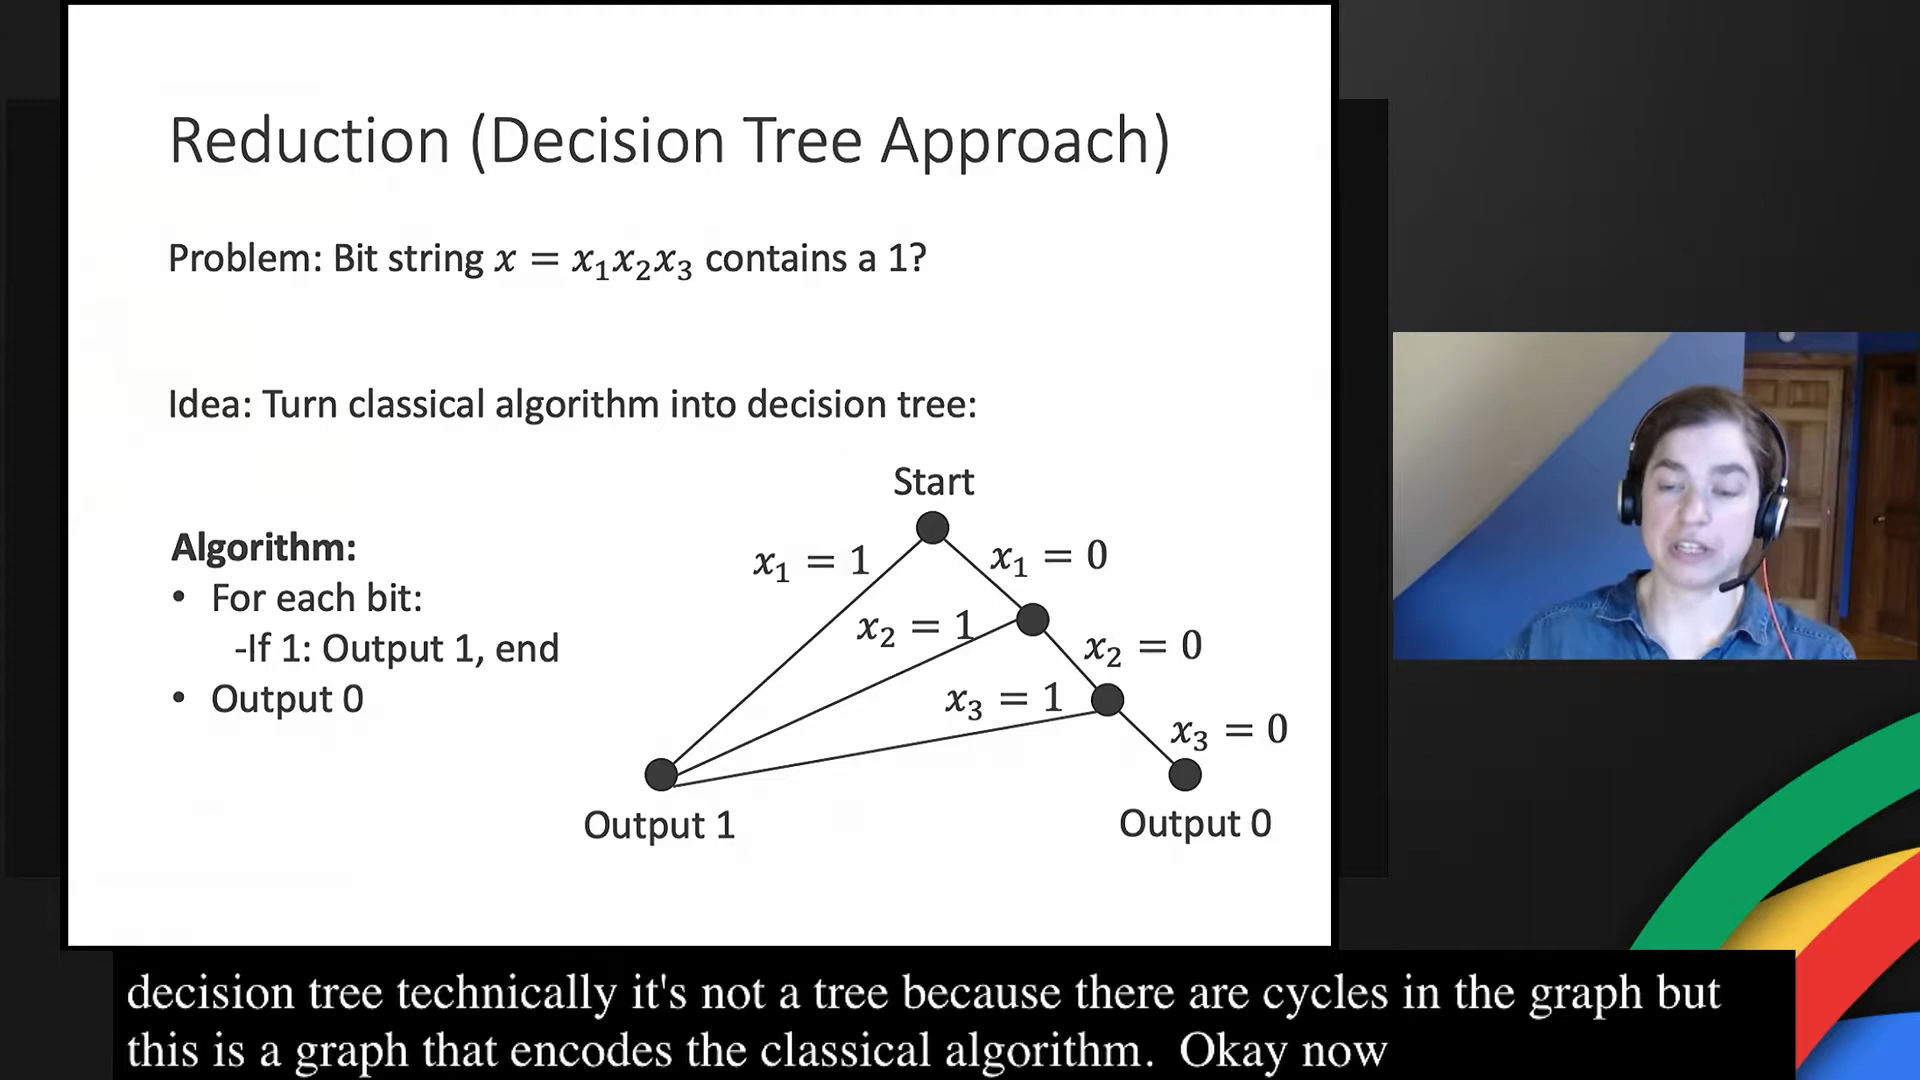 Reduction (Decision Tree Approach)
Problem: Bit string x = x₁x₂x₃ contains a 1?
Idea: Turn classical algorithm into decision tree:
Start
Algorithm:
• For each bit:
-If 1: Output 1, end
• Output 0
x₁ = 1
x₁ = 0
x₂ = 1
x₂ = 0
x₃ = 1
x₃ = 0
Output 1
Output 0
decision tree technically it's not a tree because there are cycles in the graph but
this is a graph that encodes the classical algorithm. Okay now